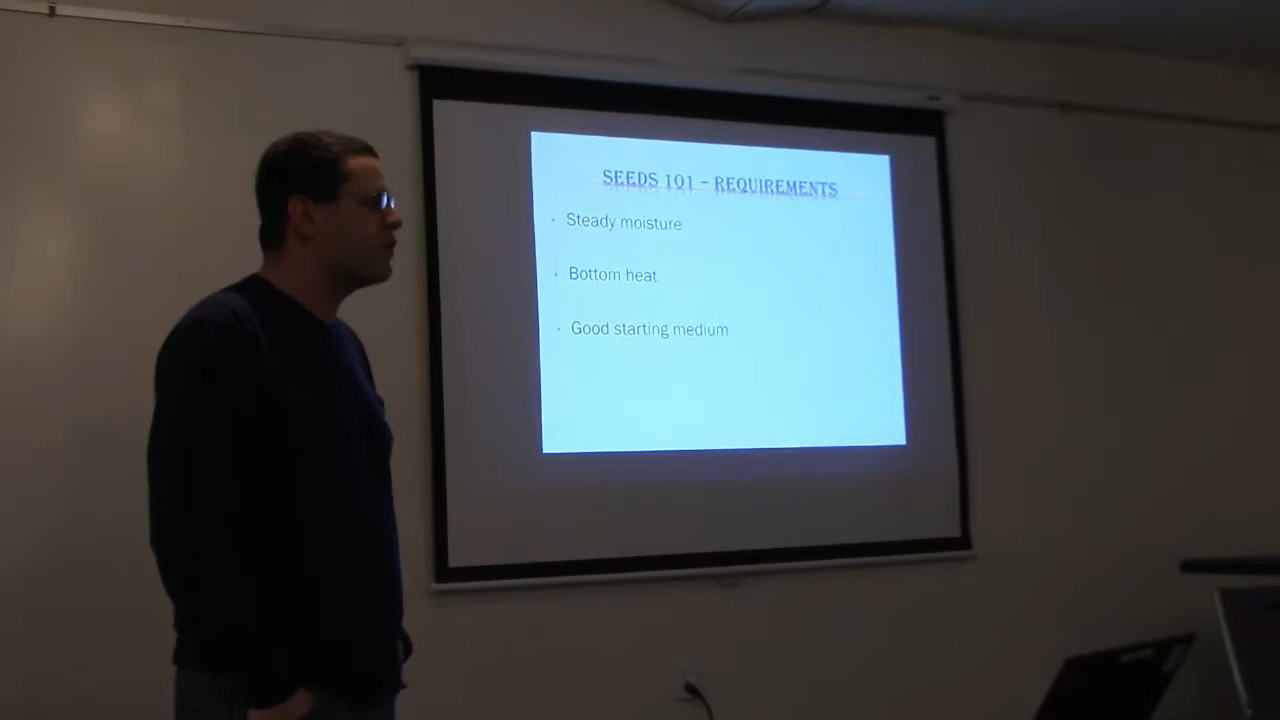 SEEDS 101 – REQUIREMENTS
• Steady moisture
• Bottom heat
• Good starting medium